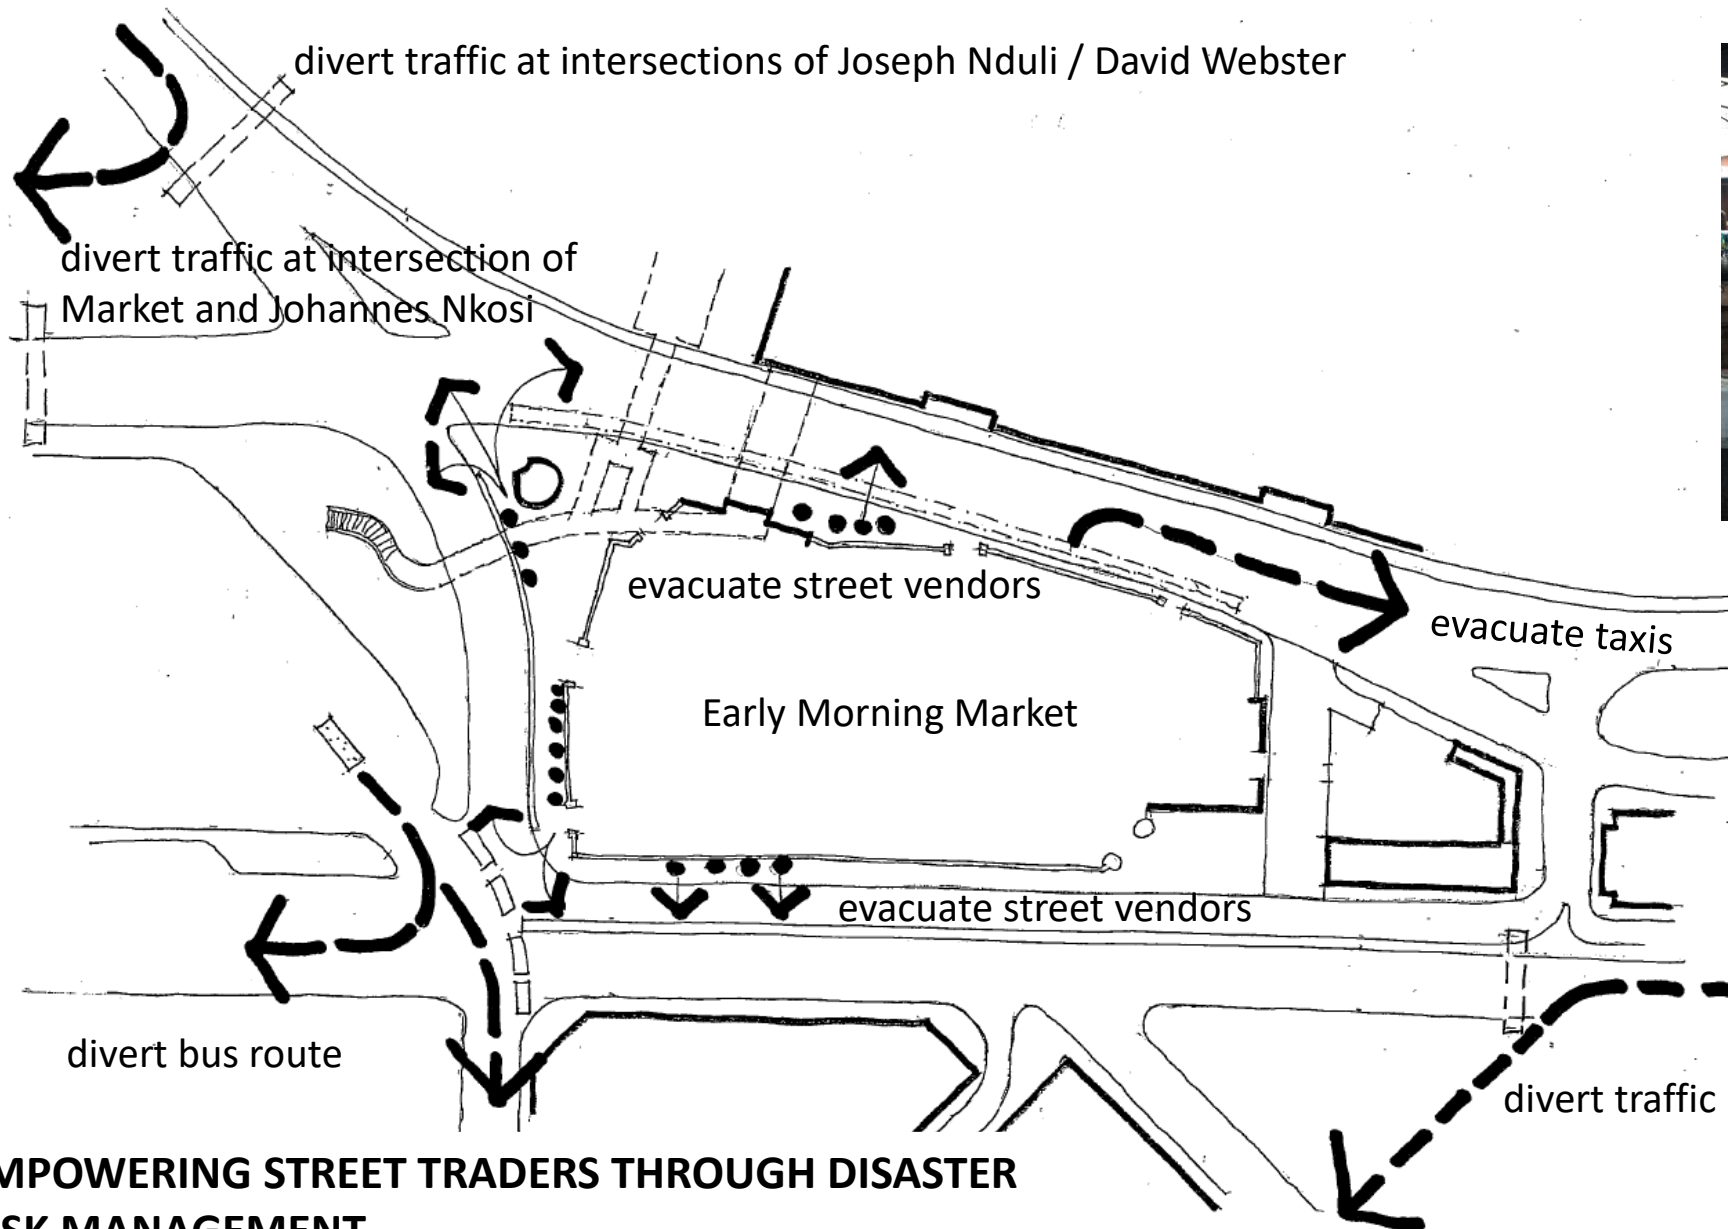 divert traffic at intersections of Joseph Nduli / David Webster
divert traffic at intersection of
Market and Johannes Nkosi
evacuate street vendors
evacuate taxis
Early Morning Market
evacuate street vendors
divert bus route
divert traffic
MPOWERING STREET TRADERS THROUGH DISASTER
SK MANAGEMENT